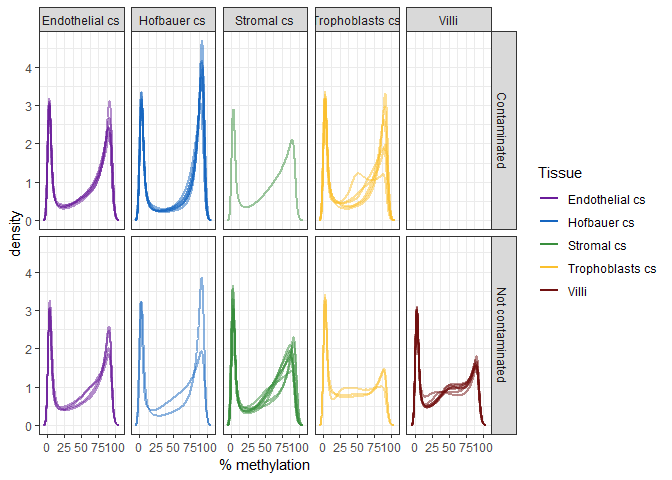 Endothelial cs
Hofbauer cs
Stromal cs
Trophoblasts cs
Villi
Contaminated
4
3
2
1
0
density
Not contaminated
4
3
2
1
0
0 25 50 75100
0 25 50 75100
0 25 50 75100
0 25 50 75100
0 25 50 75100
% methylation
Tissue
Endothelial cs
Hofbauer cs
Stromal cs
Trophoblasts cs
Villi